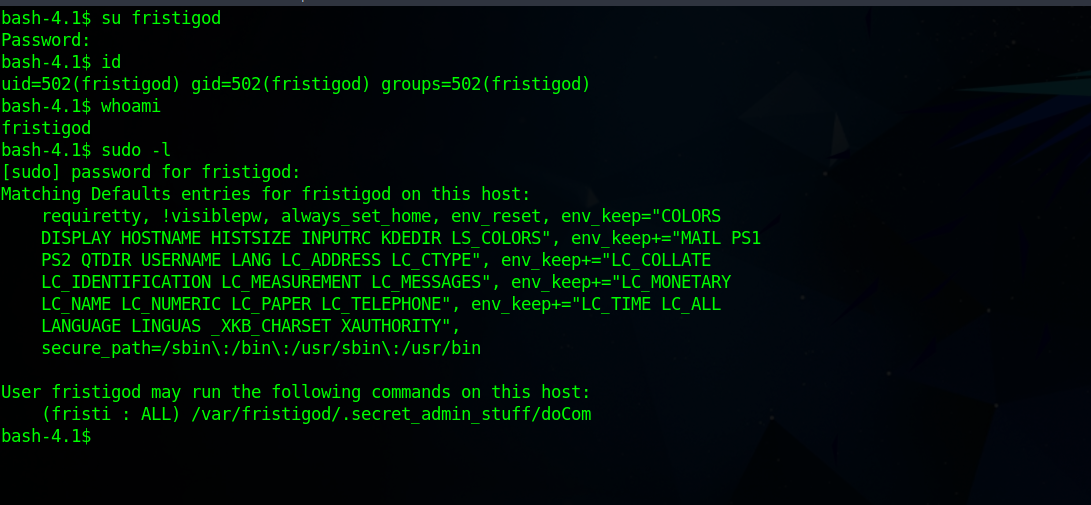 bash-4.1$ su fristigod
Password:
bash-4.1$ id
uid=502(fristigod) gid=502(fristigod) groups=502(fristigod)
bash-4.1$ whoami
fristigod
bash-4.1$ sudo -l
[sudo] password for fristigod:
Matching Defaults entries for fristigod on this host:
    requiretty, !visiblepw, always_set_home, env_reset, env_keep="COLORS
    DISPLAY HOSTNAME HISTSIZE INPUTRC KDEDIR LS_COLORS", env_keep+="MAIL PS1
    PS2 QTDIR USERNAME LANG LC_ADDRESS LC_CTYPE", env_keep+="LC_COLLATE
    LC_IDENTIFICATION LC_MEASUREMENT LC_MESSAGES", env_keep+="LC_MONETARY
    LC_NAME LC_NUMERIC LC_PAPER LC_TELEPHONE", env_keep+="LC_TIME LC_ALL
    LANGUAGE LINGUAS _XKB_CHARSET XAUTHORITY",
    secure_path=/sbin\:/bin\:/usr/sbin\:/usr/bin

User fristigod may run the following commands on this host:
    (fristi : ALL) /var/fristigod/.secret_admin_stuff/doCom
bash-4.1$